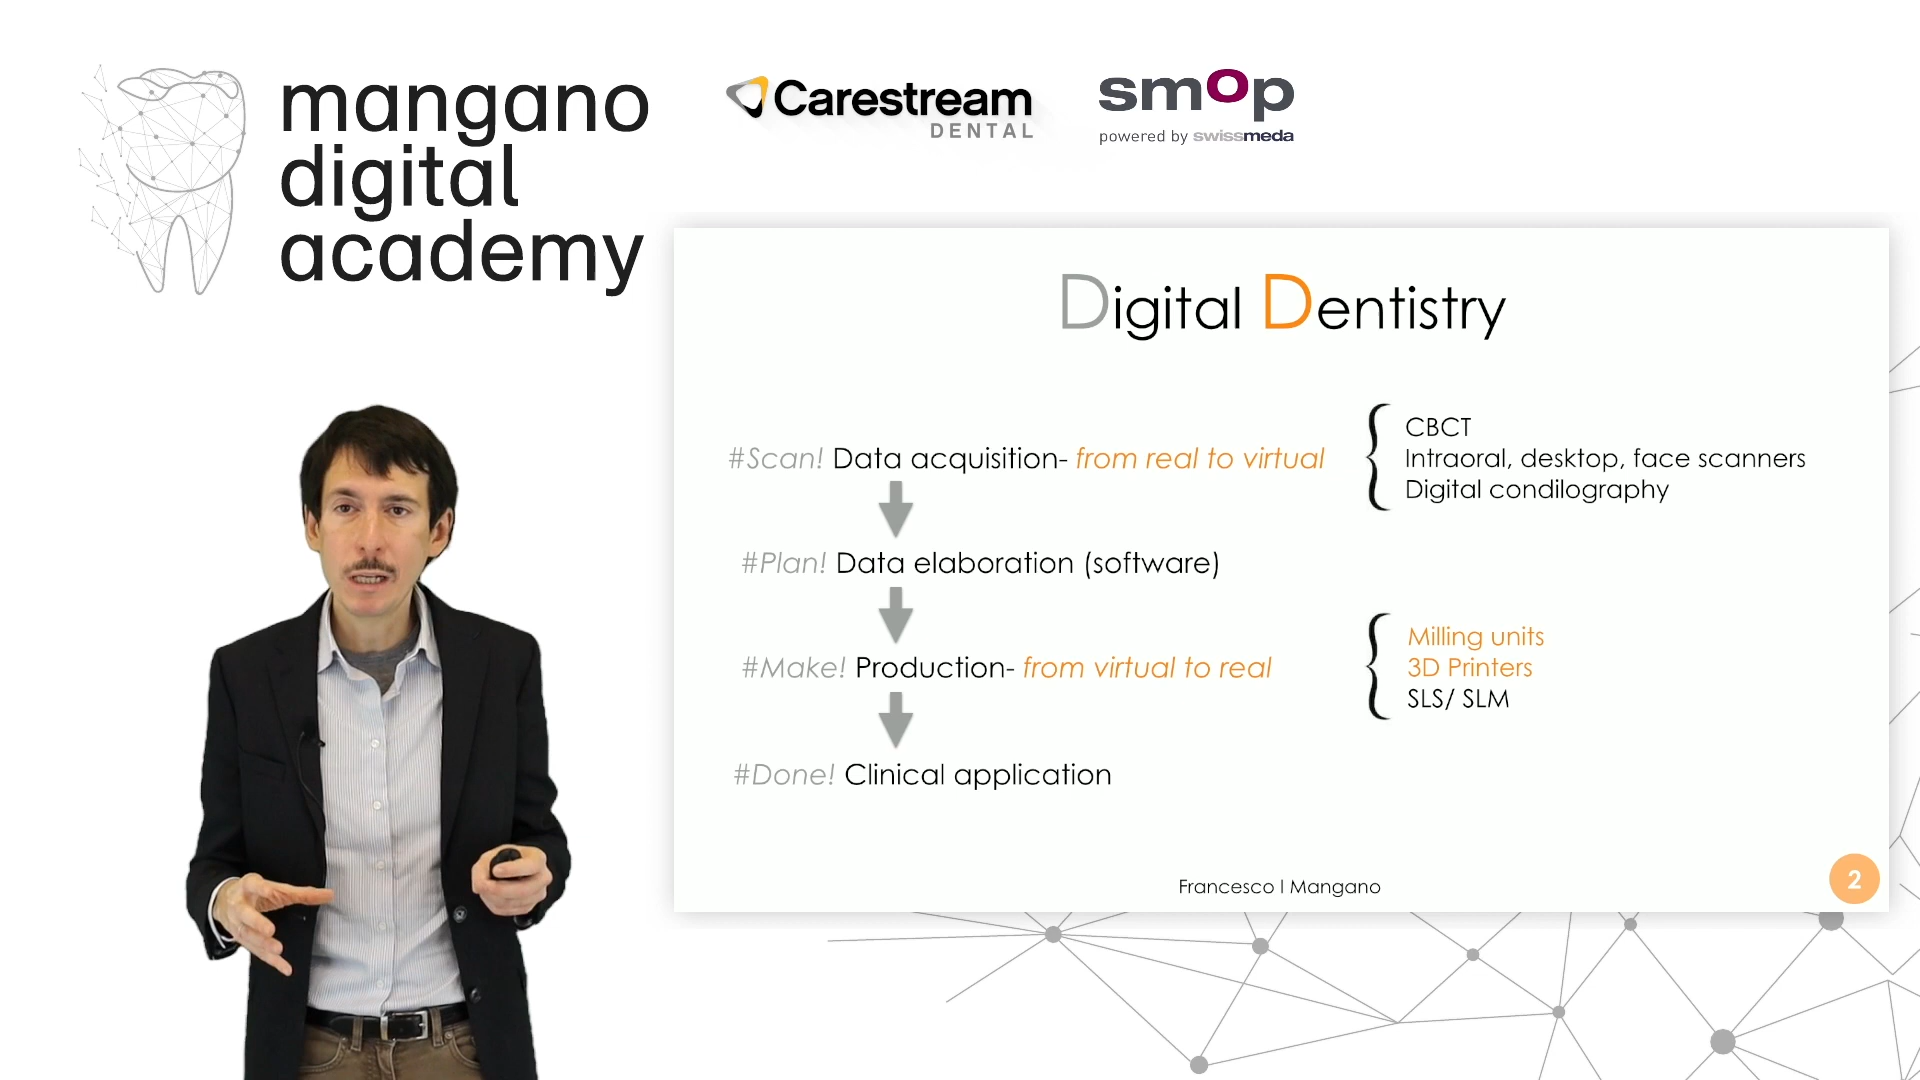 mangano
digital
academy
Carestream
DENTAL
smop
powered by swissmeda
Digital Dentistry
#Scan! Data acquisition- from real to virtual
CBCT
Intraoral, desktop, face scanners
Digital condilography
#Plan! Data elaboration (software)
#Make! Production- from virtual to real
Milling units
3D Printers
SLS/ SLM
#Done! Clinical application
Francesco | Mangano
2